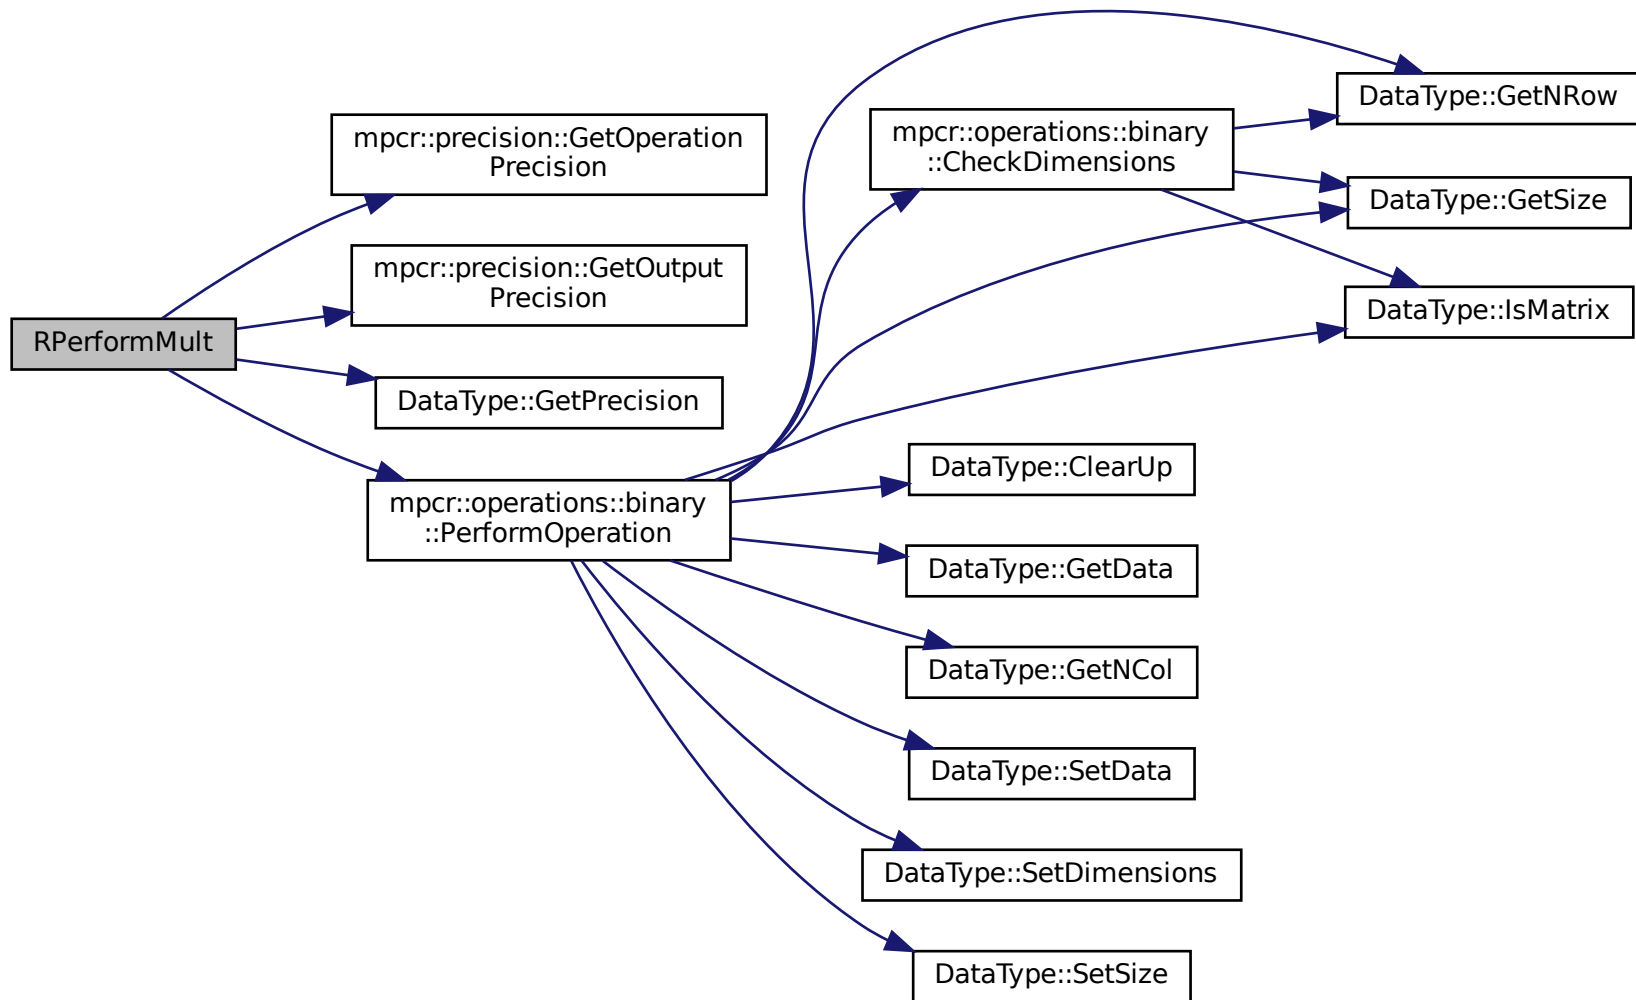 RPerformMult
mpcr::precision::GetOperation
Precision
mpcr::precision::GetOutput
Precision
DataType::GetPrecision
mpcr::operations::binary
::PerformOperation
mpcr::operations::binary
::CheckDimensions
DataType::GetNRow
DataType::GetSize
DataType::IsMatrix
DataType::ClearUp
DataType::GetData
DataType::GetNCol
DataType::SetData
DataType::SetDimensions
DataType::SetSize